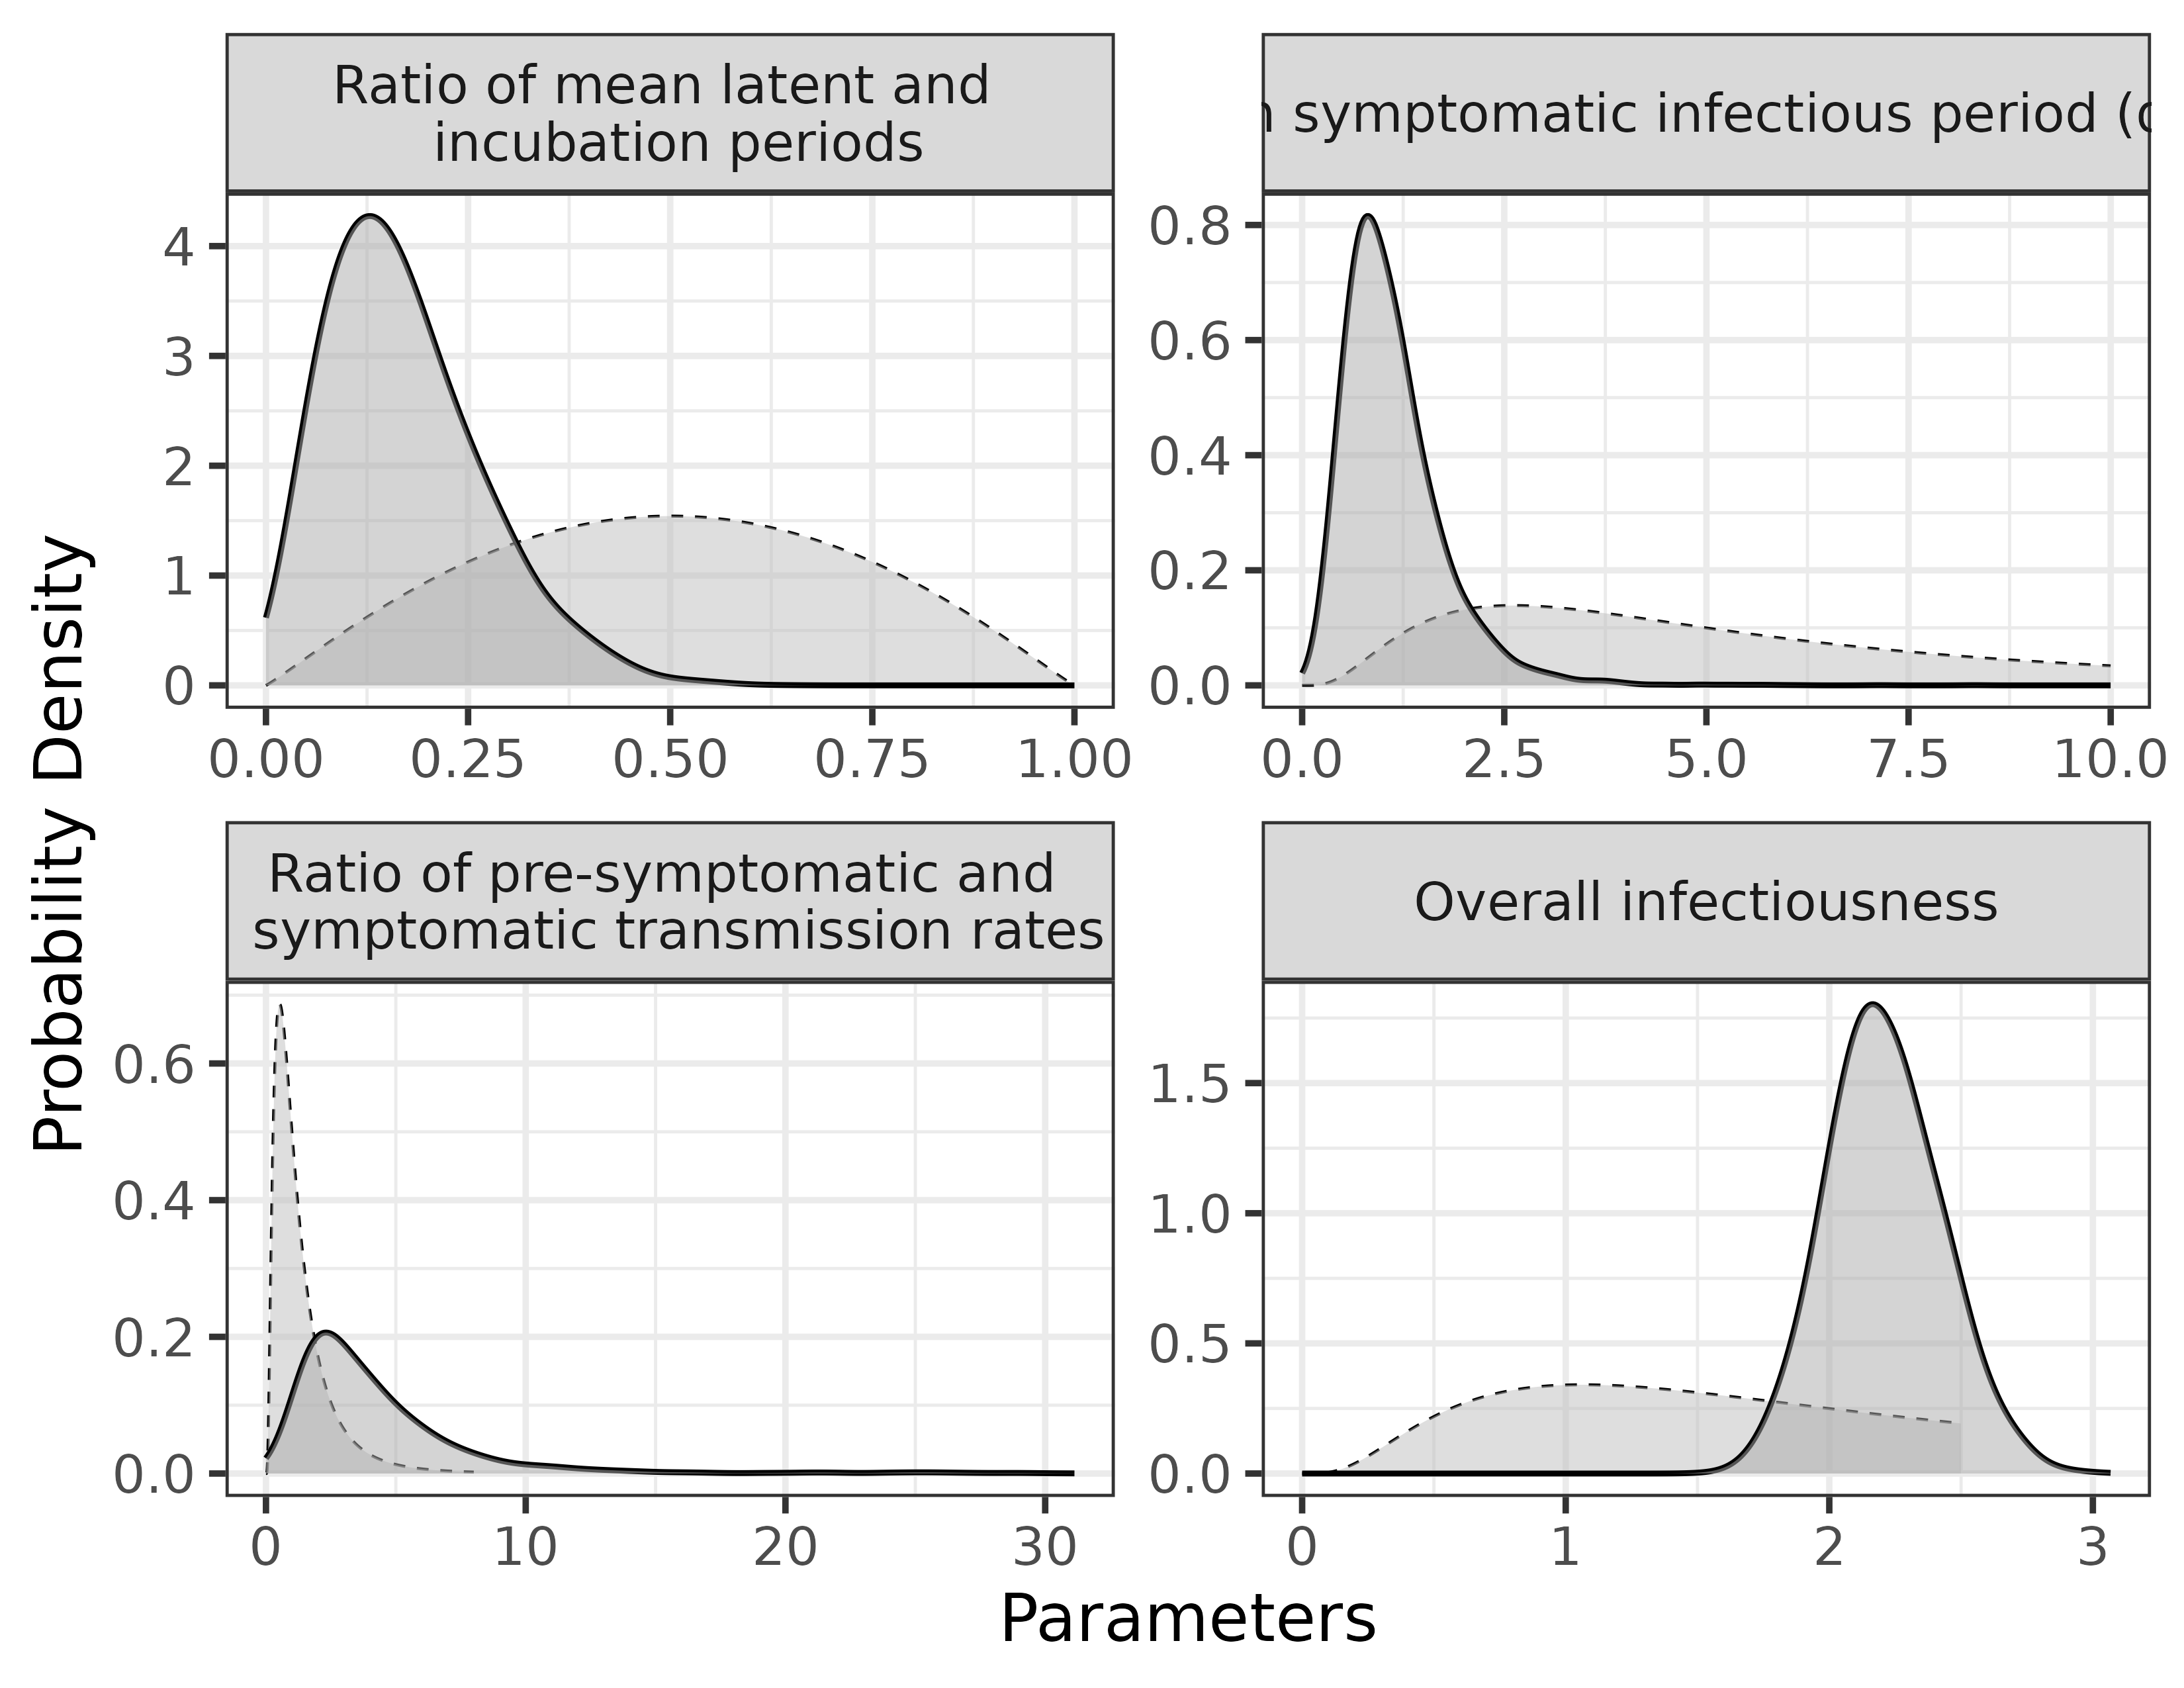 Ratio of mean latent and
incubation periods
symptomatic infectious period
4
3
2
1
0
0.00 0.25 0.50 0.75 1.00
0.8
0.6
0.4
0.2
0.0
0.0 2.5 5.0 7.5 10.0
Ratio of pre-symptomatic and
symptomatic transmission rates
Overall infectiousness
0.6
0.4
0.2
0.0
0 10 20 30
1.5
1.0
0.5
0.0
0 1 2 3
Probability Density
Parameters